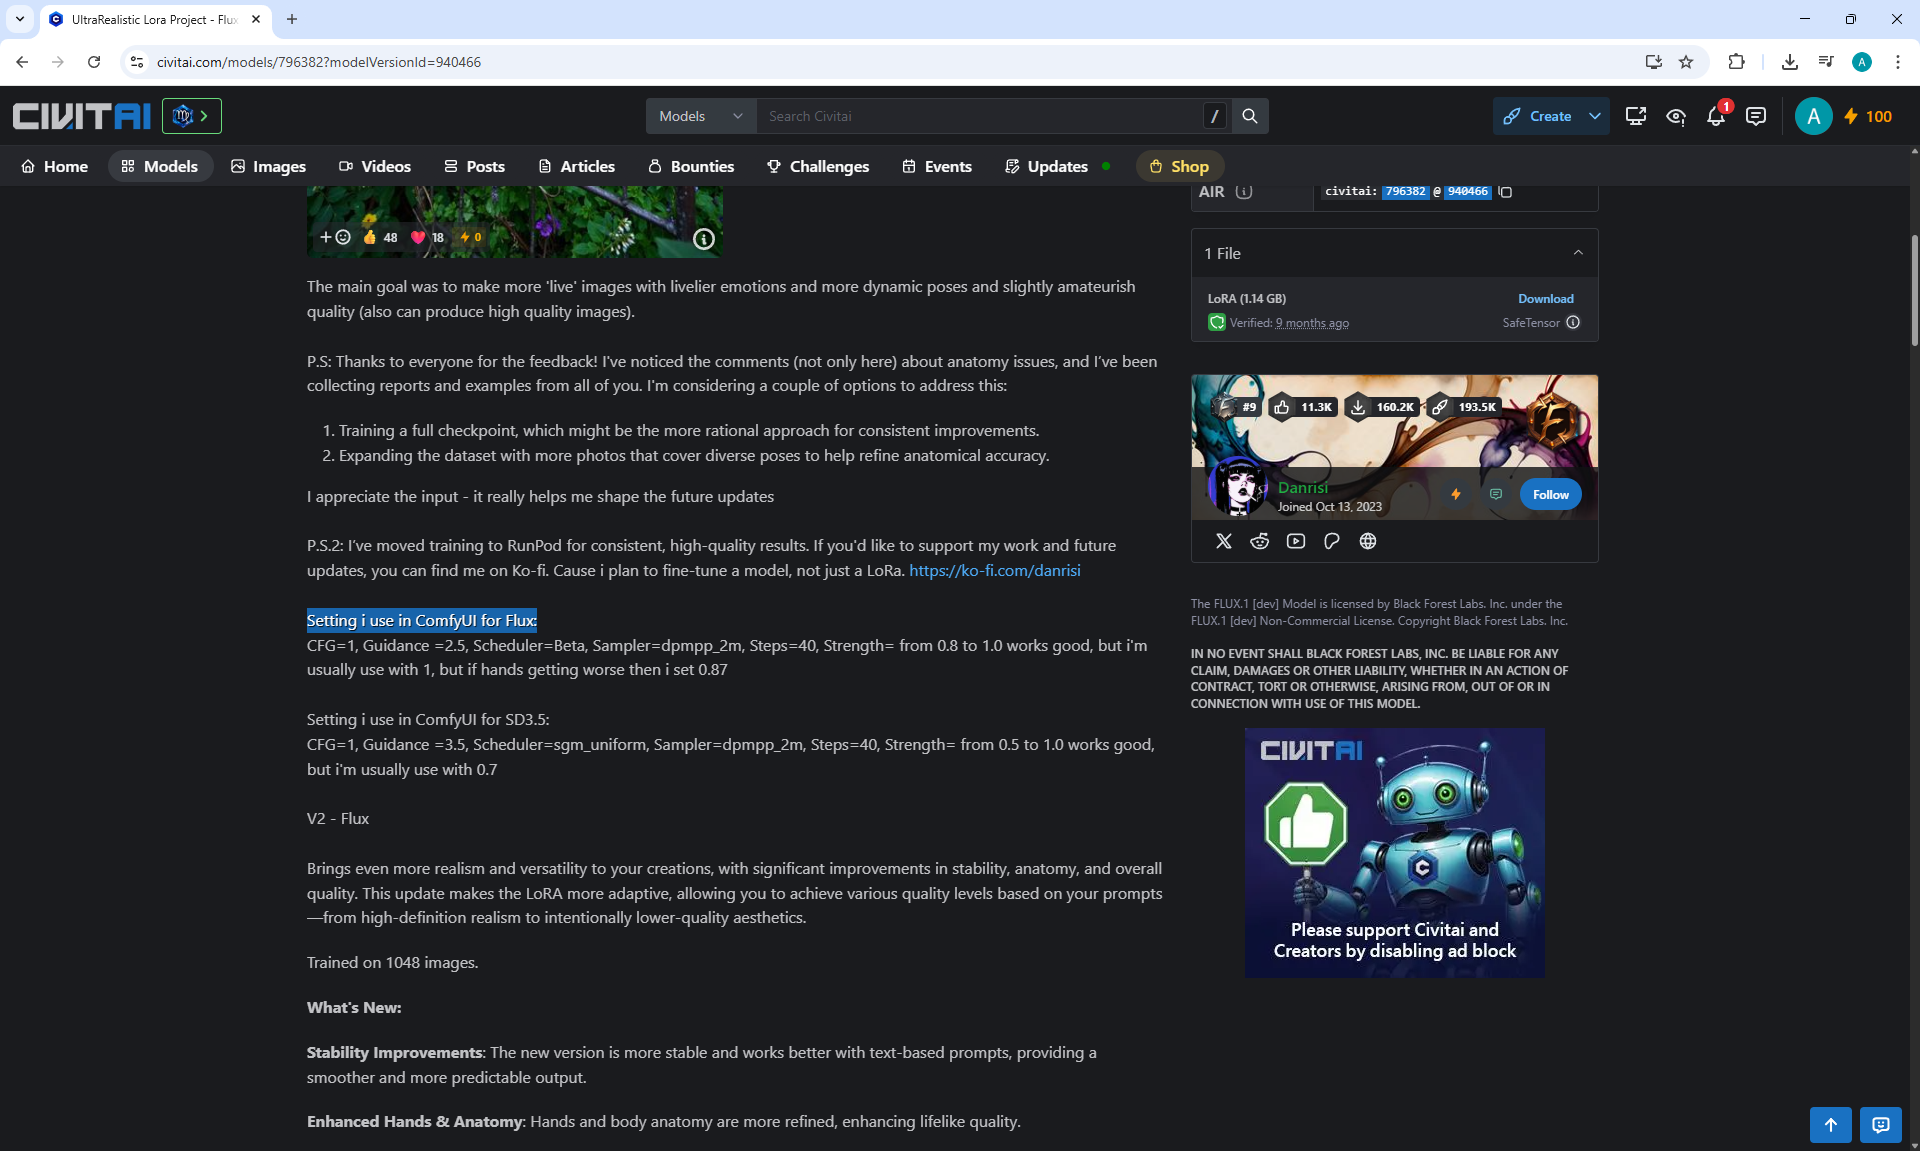 UltraRealistic Lora Project - Flux
civitai.com/models/796382?modelVersionId=940466
A
CIVITAI
Models
Search Civitai
/
Create
1
A
100
Home
Models
Images
Videos
Posts
Articles
Bounties
Challenges
Events
Updates
Shop
48
18
0
The main goal was to make more 'live' images with livelier emotions and more dynamic poses and slightly amateurish
quality (also can produce high quality images).
P.S: Thanks to everyone for the feedback! I've noticed the comments (not only here) about anatomy issues, and I've been
collecting reports and examples from all of you. I'm considering a couple of options to address this:
1. Training a full checkpoint, which might be the more rational approach for consistent improvements.
2. Expanding the dataset with more photos that cover diverse poses to help refine anatomical accuracy.
I appreciate the input - it really helps me shape the future updates
P.S.2: I've moved training to RunPod for consistent, high-quality results. If you'd like to support my work and future
updates, you can find me on Ko-fi. Cause i plan to fine-tune a model, not just a LoRa. https://ko-fi.com/danrisi
Setting i use in ComfyUI for Flux:
CFG=1, Guidance =2.5, Scheduler=Beta, Sampler=dpmpp_2m, Steps=40, Strength= from 0.8 to 1.0 works good, but i'm
usually use with 1, but if hands getting worse then i set 0.87
Setting i use in ComfyUI for SD3.5:
CFG=1, Guidance =3.5, Scheduler=sgm_uniform, Sampler=dpmpp_2m, Steps=40, Strength= from 0.5 to 1.0 works good,
but i'm usually use with 0.7
V2 - Flux
Brings even more realism and versatility to your creations, with significant improvements in stability, anatomy, and overall
quality. This update makes the LoRA more adaptive, allowing you to achieve various quality levels based on your prompts
—from high-definition realism to intentionally lower-quality aesthetics.
Trained on 1048 images.
What's New:
Stability Improvements: The new version is more stable and works better with text-based prompts, providing a
smoother and more predictable output.
Enhanced Hands & Anatomy: Hands and body anatomy are more refined, enhancing lifelike quality.
AIR
civitai: 796382 @ 940466
1 File
LoRA (1.14 GB)
Download
Verified: 9 months ago
SafeTensor
#9
11.3K
160.2K
193.5K
Danrisi
Joined Oct 13, 2023
Follow
The FLUX.1 [dev] Model is licensed by Black Forest Labs. Inc. under the
FLUX.1 [dev] Non-Commercial License. Copyright Black Forest Labs. Inc.
IN NO EVENT SHALL BLACK FOREST LABS, INC. BE LIABLE FOR ANY
CLAIM, DAMAGES OR OTHER LIABILITY, WHETHER IN AN ACTION OF
CONTRACT, TORT OR OTHERWISE, ARISING FROM, OUT OF OR IN
CONNECTION WITH USE OF THIS MODEL.
CIVITAI
C
Please support Civitai and
Creators by disabling ad block